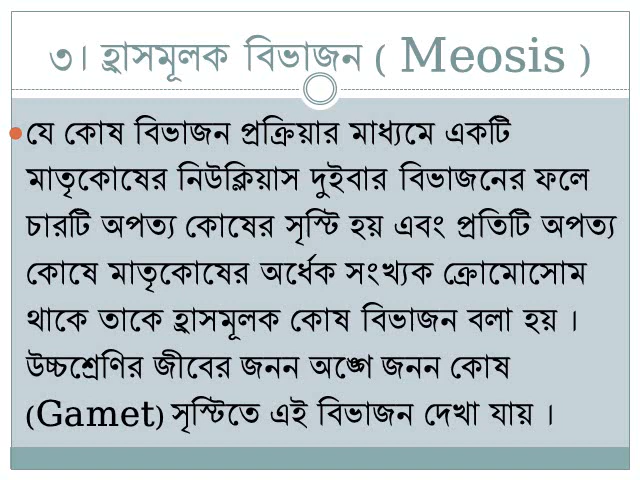 ৩। হ্রাসমূলক বিভাজন ( Meosis )
যে কোষ বিভাজন প্রক্রিয়ার মাধ্যমে একটি
মাতৃকোষের নিউক্লিয়াস দুইবার বিভাজনের ফলে
চারটি অপত্য কোষের সৃস্টি হয় এবং প্রতিটি অপত্য
কোষে মাতৃকোষের অর্ধেক সংখ্যক ক্রোমোসোম
থাকে তাকে হ্রাসমূলক কোষ বিভাজন বলা হয় ।
উচ্চশ্রেণির জীবের জনন অঙ্গে জনন কোষ
(Gamet) সৃস্টিতে এই বিভাজন দেখা যায় ।